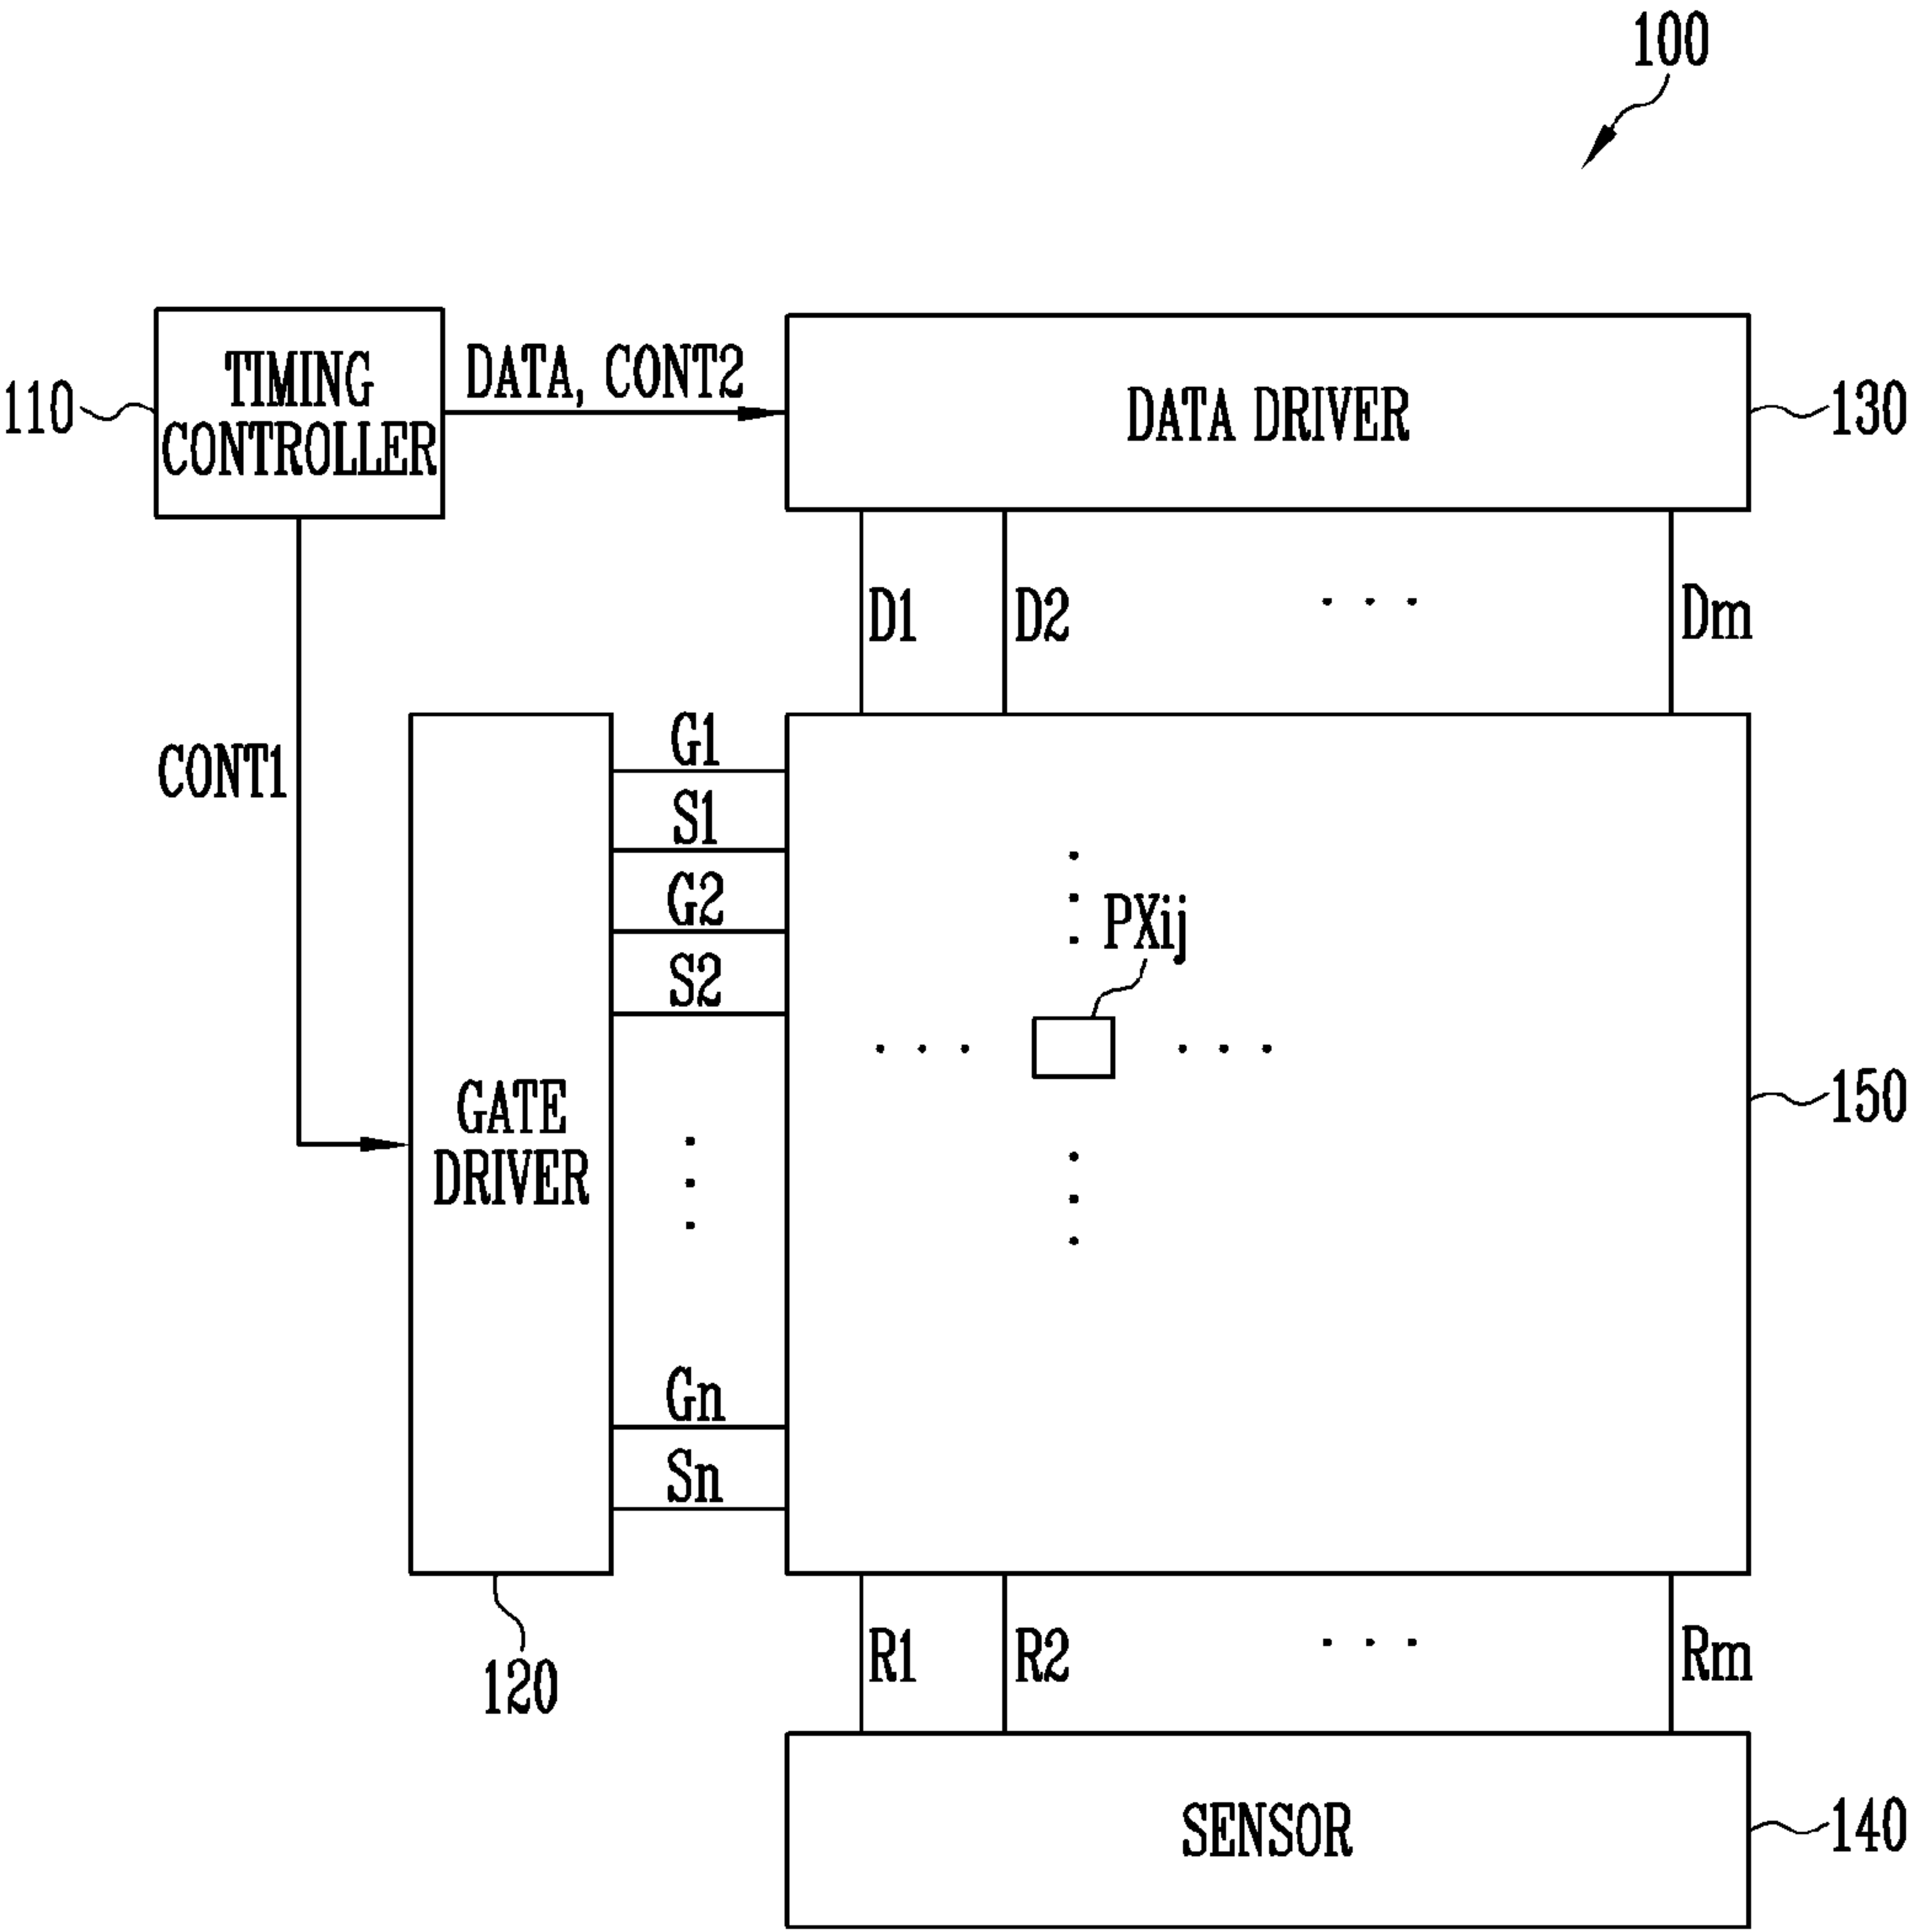 100
TIMING
CONTROLLER
110
DATA, CONT2
DATA DRIVER
130
D1
D2
. . .
Dm
CONT1
G1
S1
G2
S2
GATE
DRIVER
PXij
150
Gn
Sn
120
R1
R2
. . .
Rm
SENSOR
140